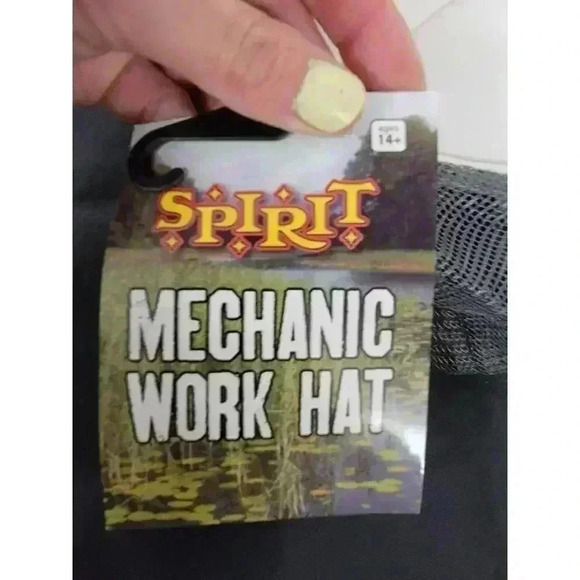 ages
14+
SPIRIT
MECHANIC
WORK HAT